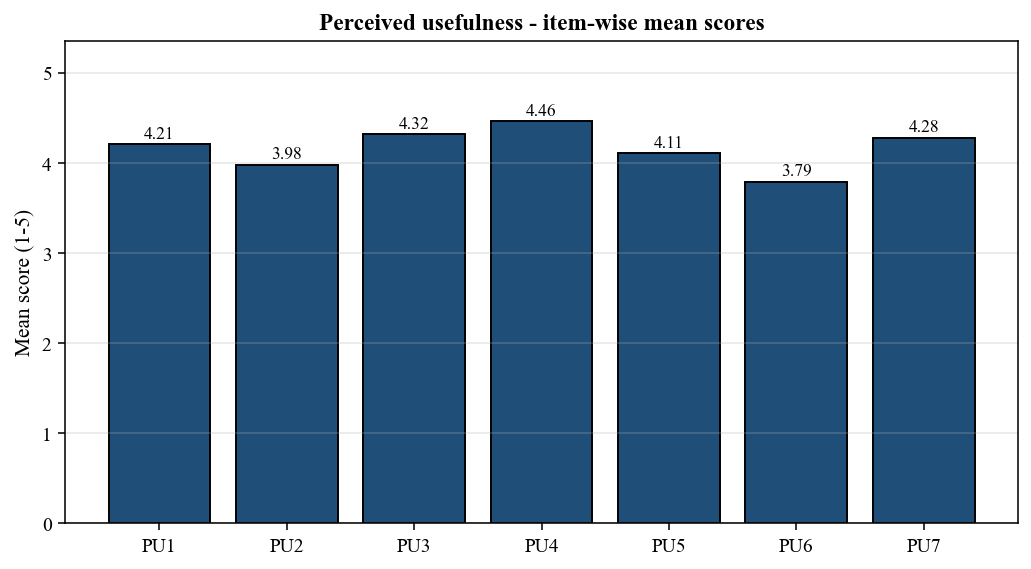 Perceived usefulness - item-wise mean scores
Mean score (1-5)
5
4
3
2
1
0
4.21
3.98
4.32
4.46
4.11
3.79
4.28
PU1
PU2
PU3
PU4
PU5
PU6
PU7